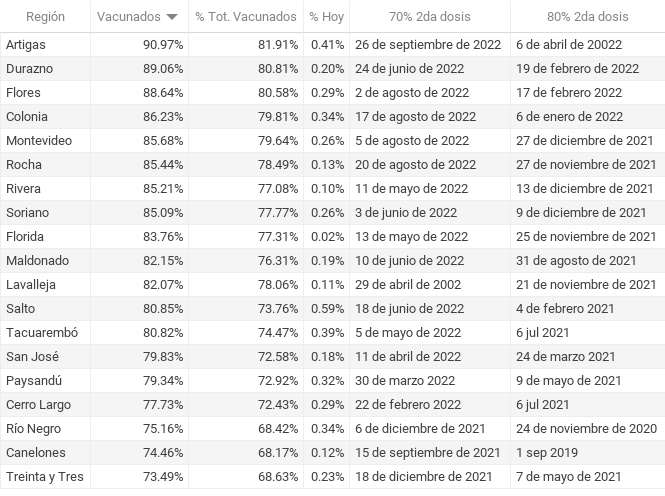 Región Vacunados % Tot. Vacunados % Hoy 70% 2da dosis 80% 2da dosis
Artigas 90.97% 81.91% 0.41% 26 de septiembre de 2022 6 de abril de 20022
Durazno 89.06% 80.81% 0.20% 24 de junio de 2022 19 de febrero de 2022
Flores 88.64% 80.58% 0.29% 2 de agosto de 2022 17 de febrero 2022
Colonia 86.23% 79.81% 0.34% 17 de agosto de 2022 6 de enero de 2022
Montevideo 85.68% 79.64% 0.26% 5 de agosto de 2022 27 de diciembre de 2021
Rocha 85.44% 78.49% 0.13% 20 de agosto de 2022 27 de noviembre de 2021
Rivera 85.21% 77.08% 0.10% 11 de mayo de 2022 13 de diciembre de 2021
Soriano 85.09% 77.77% 0.26% 3 de junio de 2022 9 de diciembre de 2021
Florida 83.76% 77.31% 0.02% 13 de mayo de 2022 25 de noviembre de 2021
Maldonado 82.15% 76.31% 0.19% 10 de junio de 2022 31 de agosto de 2021
Lavalleja 82.07% 78.06% 0.11% 29 de abril de 2002 21 de noviembre de 2021
Salto 80.85% 73.76% 0.59% 18 de junio de 2022 4 de febrero 2021
Tacuarembó 80.82% 74.47% 0.39% 5 de mayo de 2022 6 jul 2021
San José 79.83% 72.58% 0.18% 11 de abril de 2022 24 de marzo 2021
Paysandú 79.34% 72.92% 0.32% 30 de marzo 2022 9 de mayo de 2021
Cerro Largo 77.73% 72.43% 0.29% 22 de febrero 2022 6 jul 2021
Río Negro 75.16% 68.42% 0.34% 6 de diciembre de 2021 24 de noviembre de 2020
Canelones 74.46% 68.17% 0.12% 15 de septiembre de 2021 1 sep 2019
Treinta y Tres 73.49% 68.63% 0.23% 18 de diciembre de 2021 7 de mayo de 2021